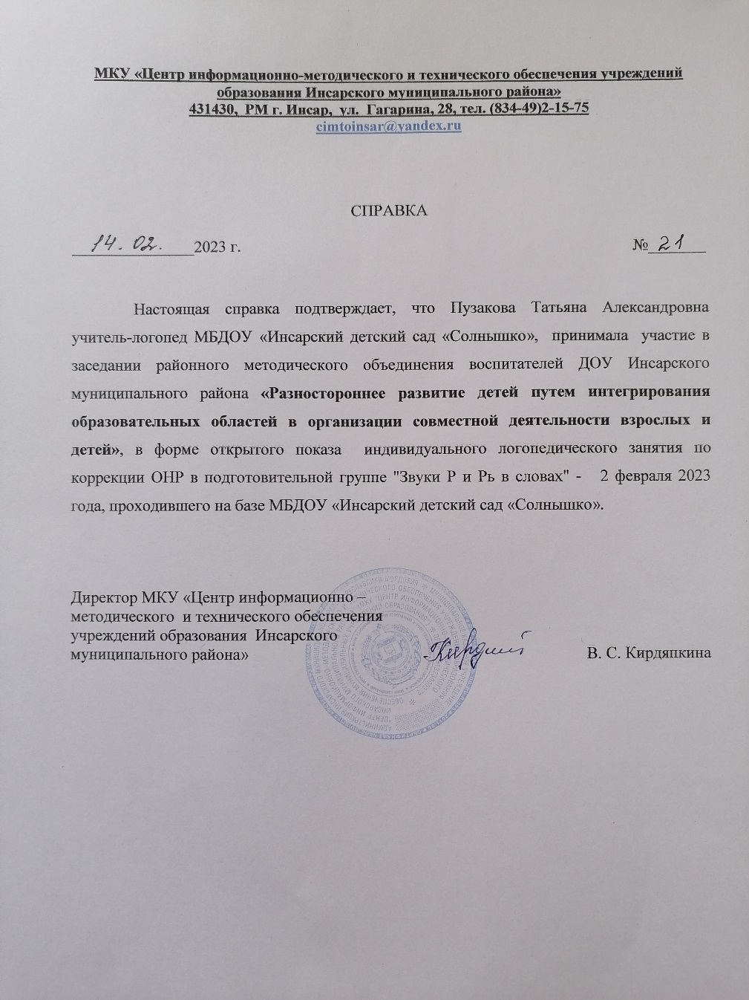 МКУ «Центр информационно-методического и технического обеспечения учреждений
образования Инсарского муниципального района»
431430, РМ г. Инсар, ул. Гагарина, 28, тел. (834-49)2-15-75
cimtoinsar@yandex.ru
СПРАВКА
14. 02. 2023 г. № 21
Настоящая справка подтверждает, что Пузакова Татьяна Александровна
учитель-логопед МБДОУ «Инсарский детский сад «Солнышко», принимала участие в
заседании районного методического объединения воспитателей ДОУ Инсарского
муниципального района «Разностороннее развитие детей путем интегрирования
образовательных областей в организации совместной деятельности взрослых и
детей», в форме открытого показа индивидуального логопедического занятия по
коррекции ОНР в подготовительной группе "Звуки Р и Рь в словах" - 2 февраля 2023
года, проходившего на базе МБДОУ «Инсарский детский сад «Солнышко».
Директор МКУ «Центр информационно –
методического и технического обеспечения
учреждений образования Инсарского
муниципального района» В. С. Кирдяпкина